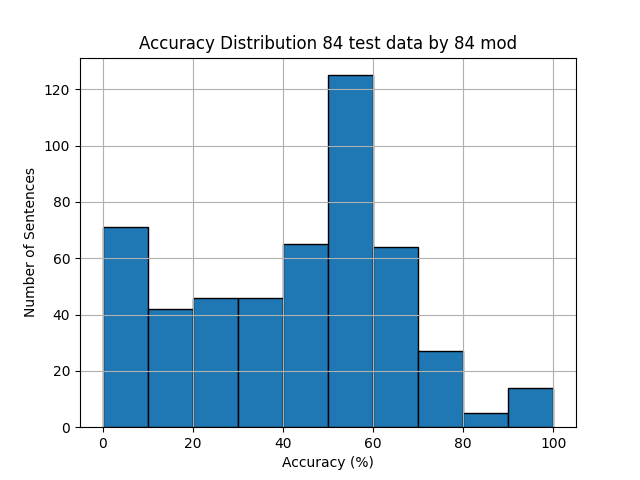 Accuracy Distribution 84 test data by 84 mod
120
100
80
60
40
20
0
Number of Sentences
0 20 40 60 80 100
Accuracy (%)